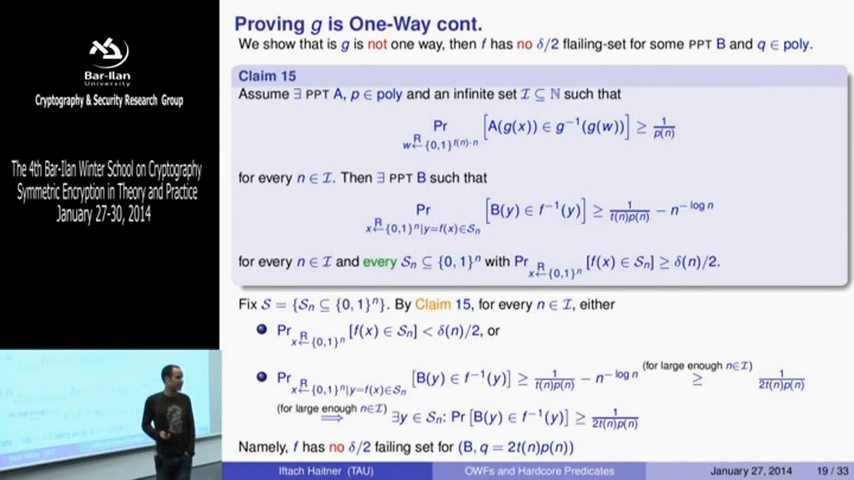 Bar-Ilan
University
Cryptography & Security Research Group
The 4th Bar-Ilan Winter School on Cryptography
Symmetric Encryption in Theory and Practice
January 27-30, 2014
Proving g is One-Way cont.
We show that is g is not one way, then f has no δ/2 flailing-set for some PPT B and q ∈ poly.
Claim 15
Assume ∃ PPT A, p ∈ poly and an infinite set I ⊆ N such that
Pr_{w ←^R {0,1}^{t(n)·n}} [A(g(x)) ∈ g^{-1}(g(w))] ≥ 1/p(n)
for every n ∈ I. Then ∃ PPT B such that
Pr_{x ←^R {0,1}^n | y=f(x)∈S_n} [B(y) ∈ f^{-1}(y)] ≥ 1/(t(n)p(n)) − n^{−log n}
for every n ∈ I and every S_n ⊆ {0,1}^n with Pr_{x ←^R {0,1}^n} [f(x) ∈ S_n] ≥ δ(n)/2.
Fix S = {S_n ⊆ {0,1}^n}. By Claim 15, for every n ∈ I, either
Pr_{x ←^R {0,1}^n} [f(x) ∈ S_n] < δ(n)/2, or
Pr_{x ←^R {0,1}^n | y=f(x)∈S_n} [B(y) ∈ f^{-1}(y)] ≥ 1/(t(n)p(n)) − n^{−log n} (for large enough n∈I) ≥ 1/(2t(n)p(n))
(for large enough n∈I) ⟹ ∃y ∈ S_n: Pr [B(y) ∈ f^{-1}(y)] ≥ 1/(2t(n)p(n))
Namely, f has no δ/2 failing set for (B, q = 2t(n)p(n))
Iftach Haitner (TAU) OWFs and Hardcore Predicates January 27, 2014 19 / 33